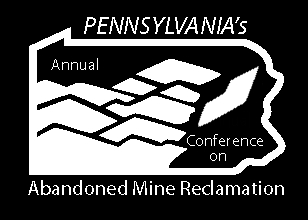 PENNSYLVANIA's
Annual
Conference
on
Abandoned Mine Reclamation